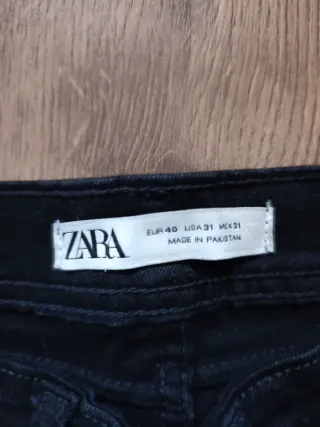 ZARA
EUR 40 USA 31 MEX 31
MADE IN PAKISTAN